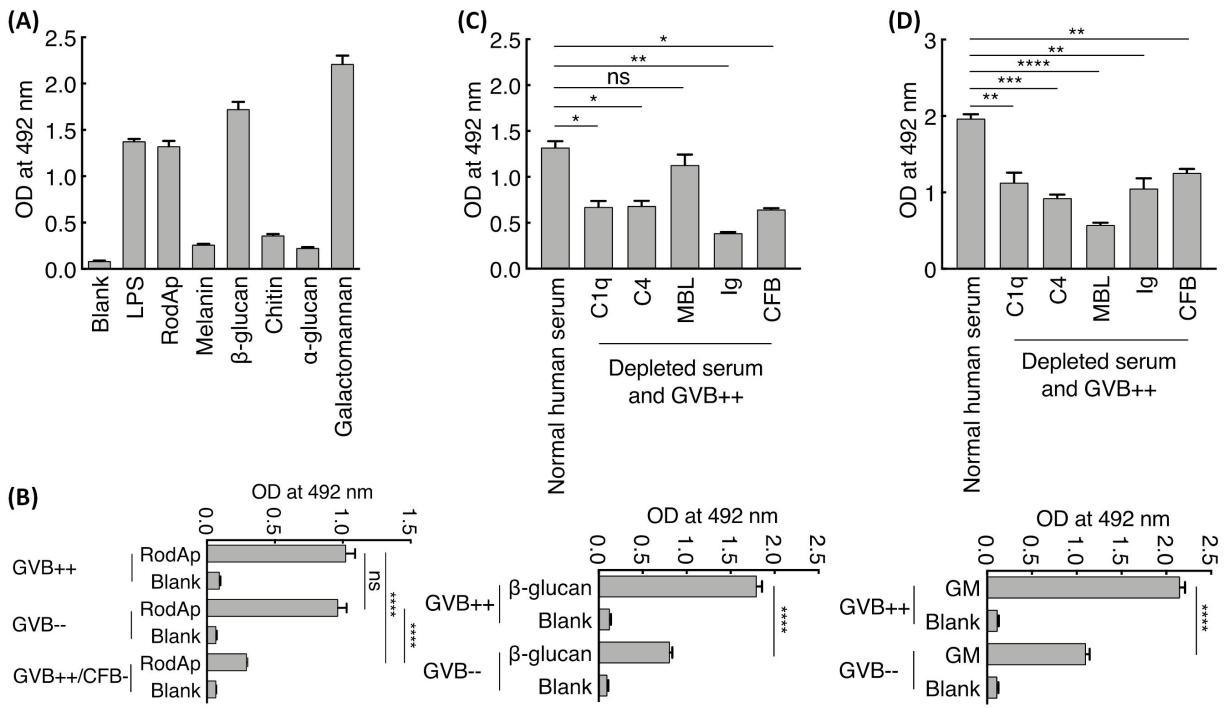 (A)
OD at 492 nm
2.5
2.0
1.5
1.0
0.5
0.0
Blank
LPS
RodAp
Melanin
β-glucan
Chitin
α-glucan
Galactomannan
(C)
OD at 492 nm
2.5
2.0
1.5
1.0
0.5
0.0
*
**
ns
*
*
Normal human serum
C1q
C4
MBL
Ig
CFB
Depleted serum
and GVB++
(D)
OD at 492 nm
3
2
1
0
**
**
****
***
**
Normal human serum
C1q
C4
MBL
Ig
CFB
Depleted serum
and GVB++
(B)
OD at 492 nm
0.0
0.5
1.0
1.5
GVB++
RodAp
Blank
GVB--
RodAp
Blank
GVB++/CFB-
RodAp
Blank
ns
****
****
OD at 492 nm
0.0
0.5
1.0
1.5
2.0
2.5
GVB++
β-glucan
Blank
GVB--
β-glucan
Blank
****
OD at 492 nm
0.0
0.5
1.0
1.5
2.0
2.5
GVB++
GM
Blank
GVB--
GM
Blank
****